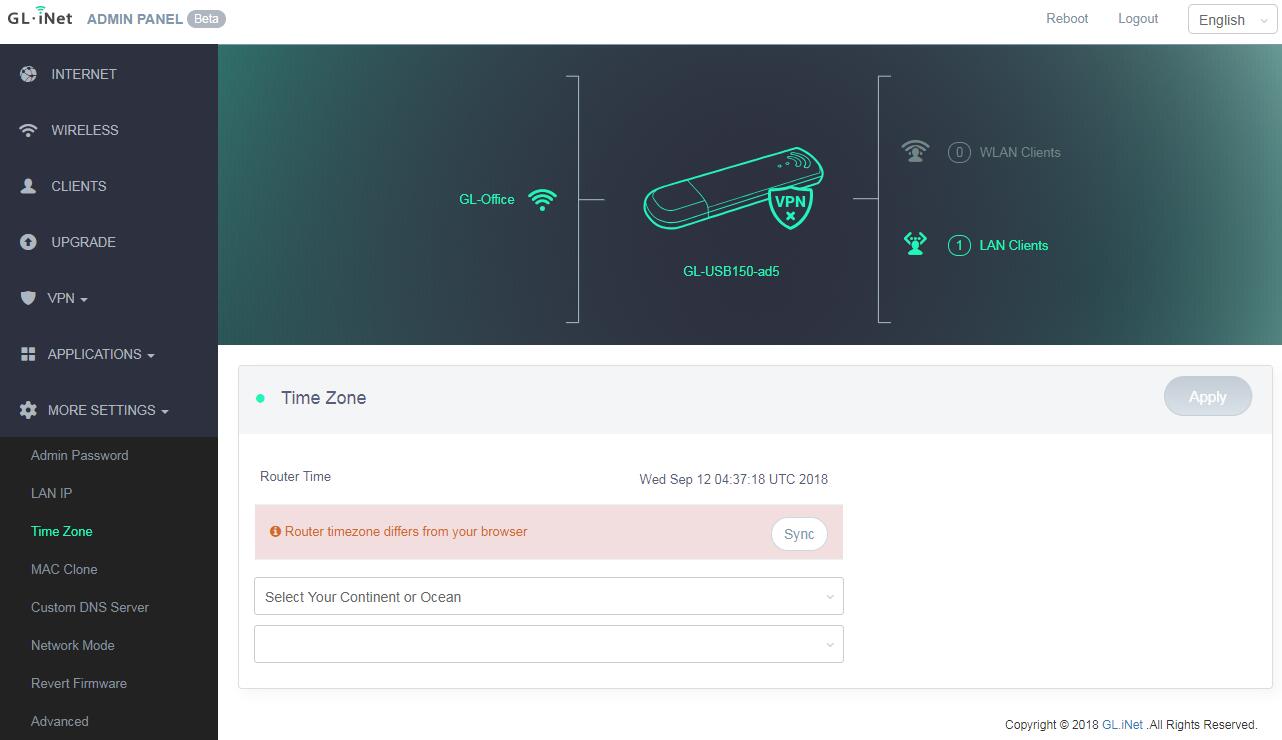 GL·iNet ADMIN PANEL Beta
Reboot Logout English
INTERNET
WIRELESS
CLIENTS
UPGRADE
VPN
APPLICATIONS
MORE SETTINGS
Admin Password
LAN IP
Time Zone
MAC Clone
Custom DNS Server
Network Mode
Revert Firmware
Advanced
GL-Office
VPN
GL-USB150-ad5
0 WLAN Clients
1 LAN Clients
Time Zone
Apply
Router Time Wed Sep 12 04:37:18 UTC 2018
Router timezone differs from your browser Sync
Select Your Continent or Ocean
Copyright © 2018 GL.iNet .All Rights Reserved.